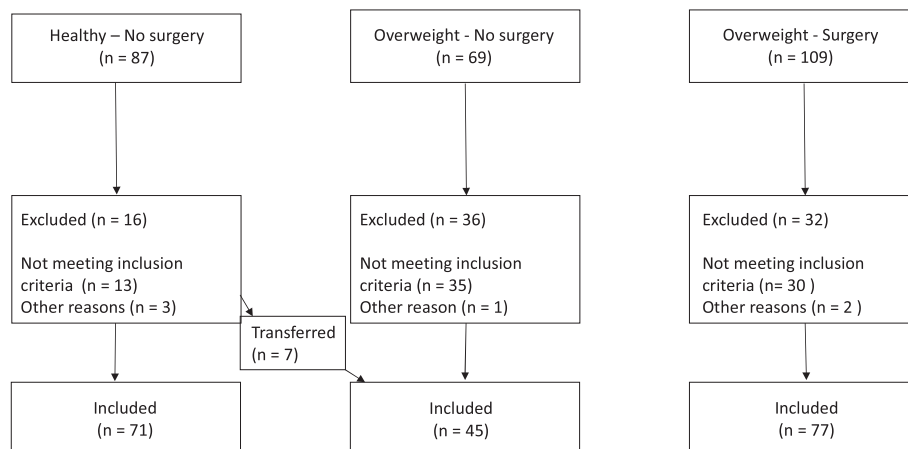 Healthy – No surgery
(n = 87)
Overweight - No surgery
(n = 69)
Overweight - Surgery
(n = 109)
Excluded (n = 16)
Not meeting inclusion
criteria  (n = 13)
Other reasons (n = 3)
Excluded (n = 36)
Not meeting inclusion
criteria (n = 35)
Other reason (n = 1)
Excluded (n = 32)
Not meeting inclusion
criteria (n= 30 )
Other reasons (n = 2 )
Transferred
(n = 7)
Included
(n = 71)
Included
(n = 45)
Included
(n = 77)